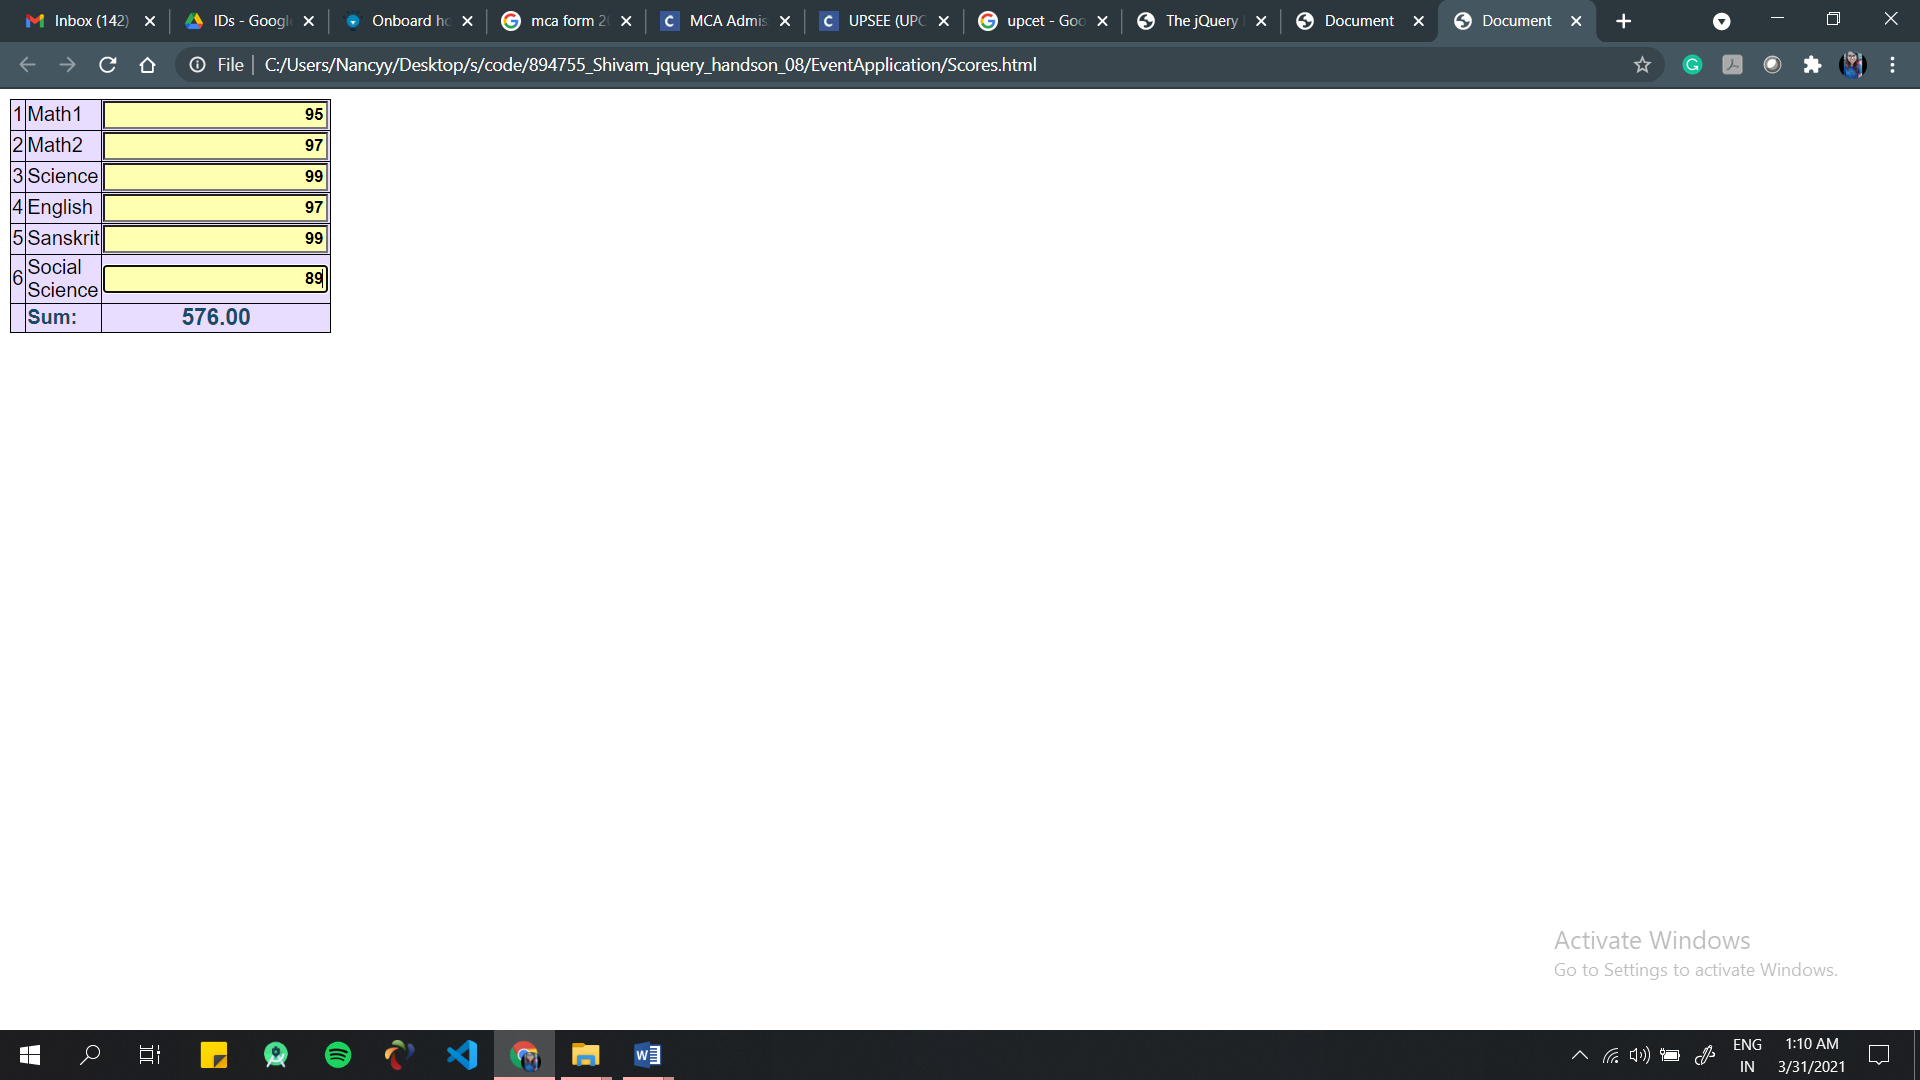 Inbox (142)
IDs - Googl
Onboard ho
mca form 2
MCA Admis
UPSEE (UPC
upcet - Goo
The jQuery
Document
Document
File
C:/Users/Nancyy/Desktop/s/code/894755_Shivam_jquery_handson_08/EventApplication/Scores.html
1 Math1 95
2 Math2 97
3 Science 99
4 English 97
5 Sanskrit 99
6 Social Science 89
Sum: 576.00
Activate Windows
Go to Settings to activate Windows.
ENG
IN
1:10 AM
3/31/2021